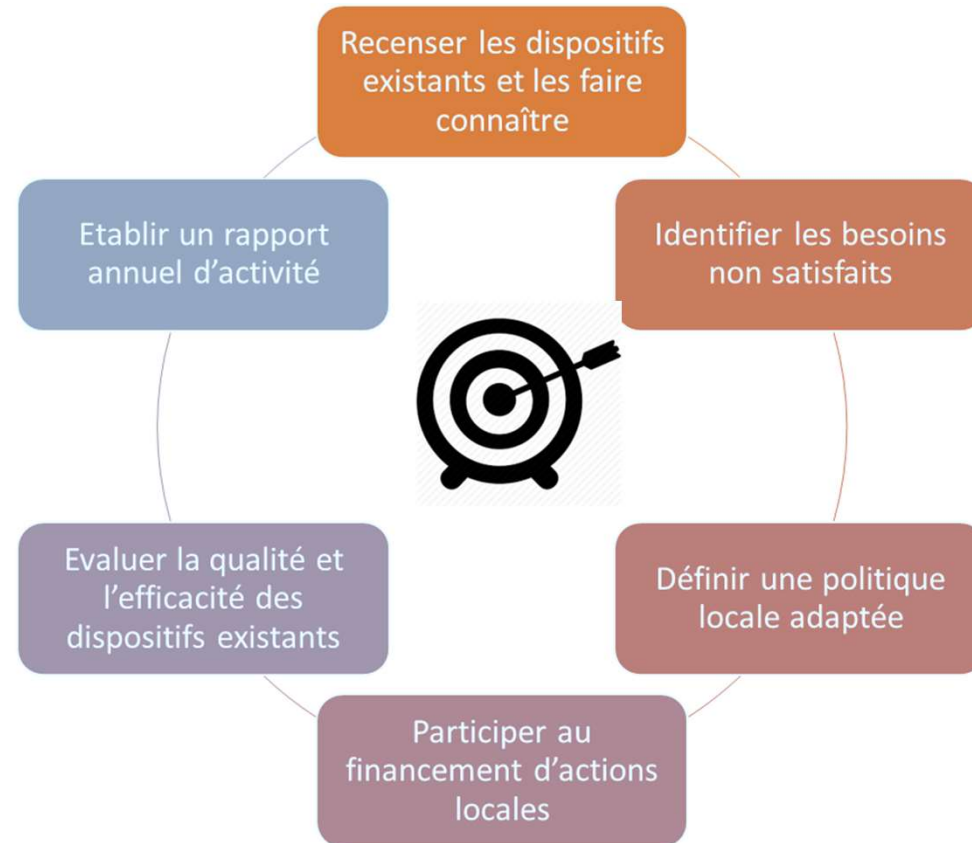 Recenser les dispositifs
existants et les faire
connaître
Identifier les besoins
non satisfaits
Définir une politique
locale adaptée
Participer au
financement d’actions
locales
Evaluer la qualité et
l’efficacité des
dispositifs existants
Etablir un rapport
annuel d’activité